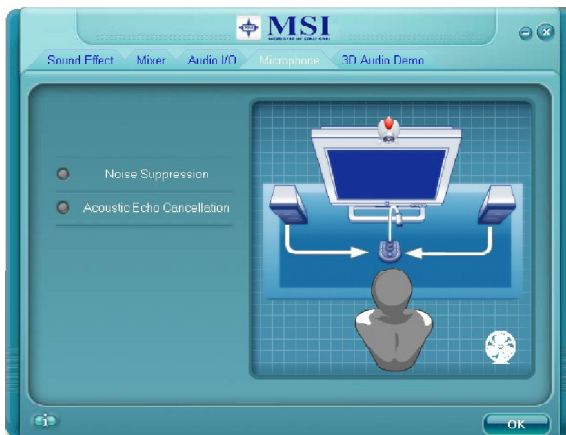 MSI
Sound Effect Mixer Audio I/O Microphone 3D Audio Demo
Noise Suppression
Acoustic Echo Cancellation
i
OK